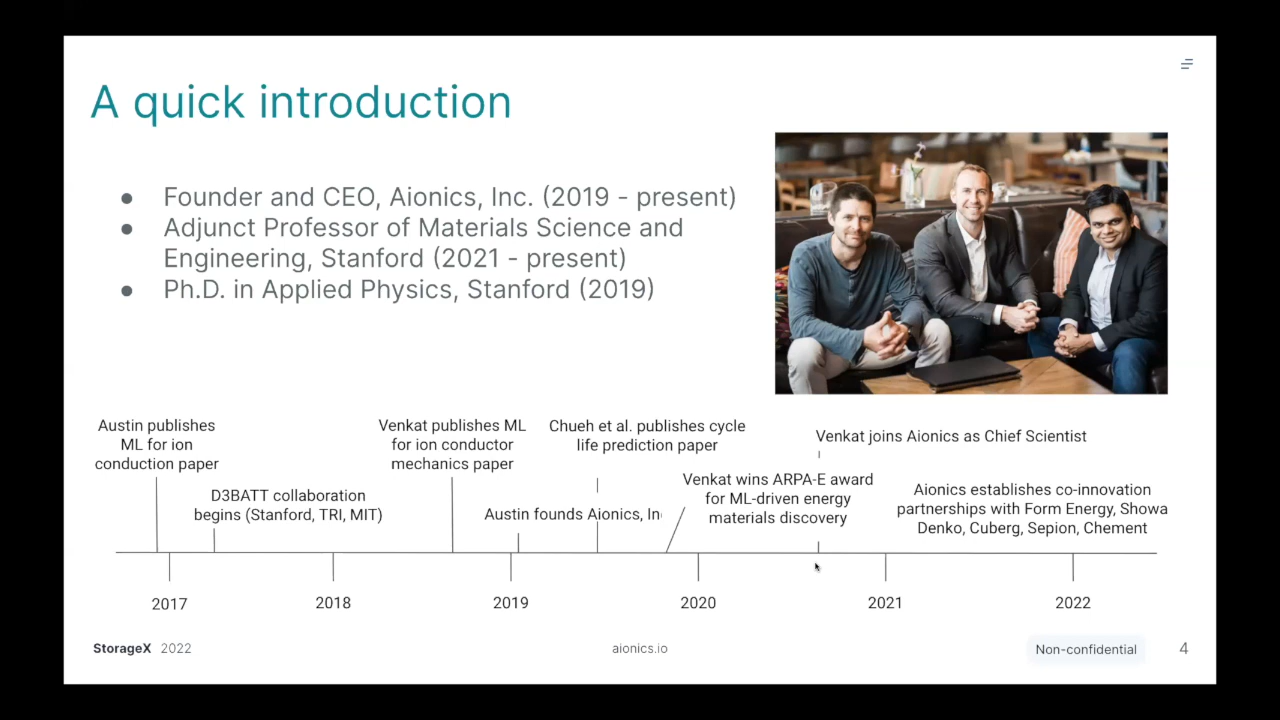 A quick introduction
● Founder and CEO, Aionics, Inc. (2019 - present)
● Adjunct Professor of Materials Science and
Engineering, Stanford (2021 - present)
● Ph.D. in Applied Physics, Stanford (2019)
Austin publishes
ML for ion
conduction paper
D3BATT collaboration
begins (Stanford, TRI, MIT)
Venkat publishes ML
for ion conductor
mechanics paper
Austin founds Aionics, In
Chueh et al. publishes cycle
life prediction paper
Venkat wins ARPA-E award
for ML-driven energy
materials discovery
Venkat joins Aionics as Chief Scientist
Aionics establishes co-innovation
partnerships with Form Energy, Showa
Denko, Cuberg, Sepion, Chement
2017
2018
2019
2020
2021
2022
StorageX 2022
aionics.io
Non-confidential
4